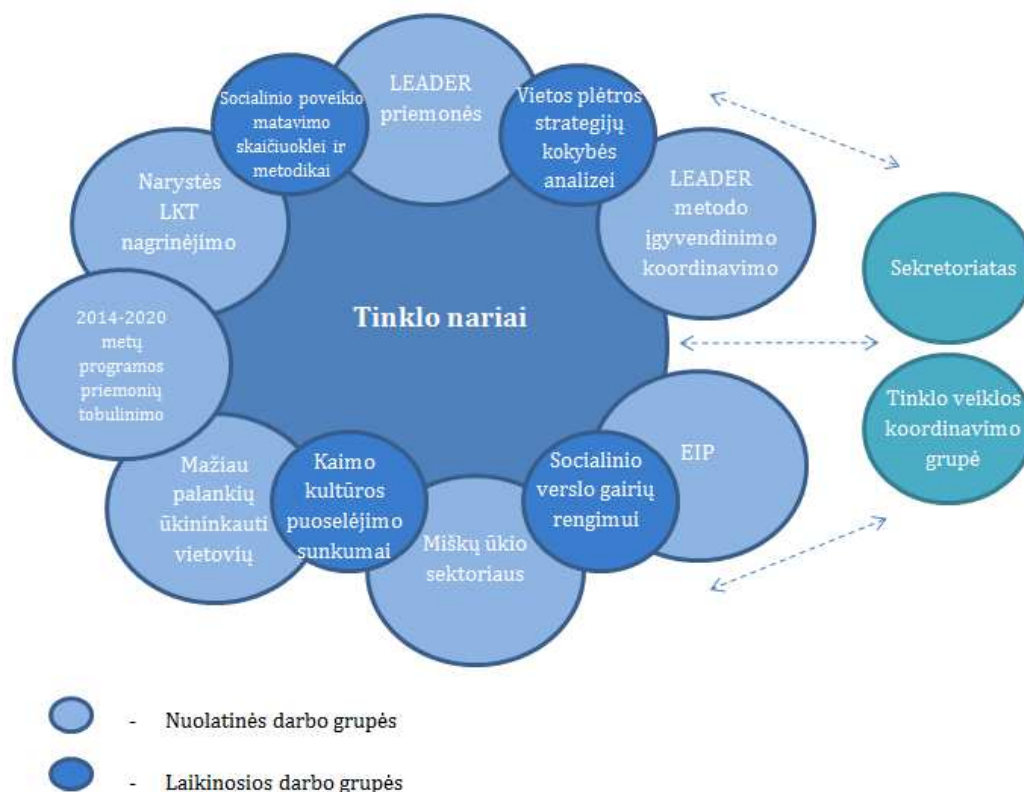 LEADER
priemonės
Socialinio poveikio
matavimo
skaičiuoklei ir
metodikai
Vietos plėtros
strategijų
kokybės
analizei
Narystės
LKT
nagrinėjimo
LEADER
metodo
įgyvendinimo
koordinavimo
Sekretoriatas
Tinklo nariai
2014-2020
metų
programos
priemonių
tobulinimo
Tinklo veiklos
koordinavimo
grupė
Mažiau
palankių
ūkininkauti
vietovių
Kaimo
kultūros
puoselėjimo
sunkumai
Miškų ūkio
sektoriaus
Socialinio
verslo gairių
rengimui
EIP
- Nuolatinės darbo grupės
- Laikinosios darbo grupės